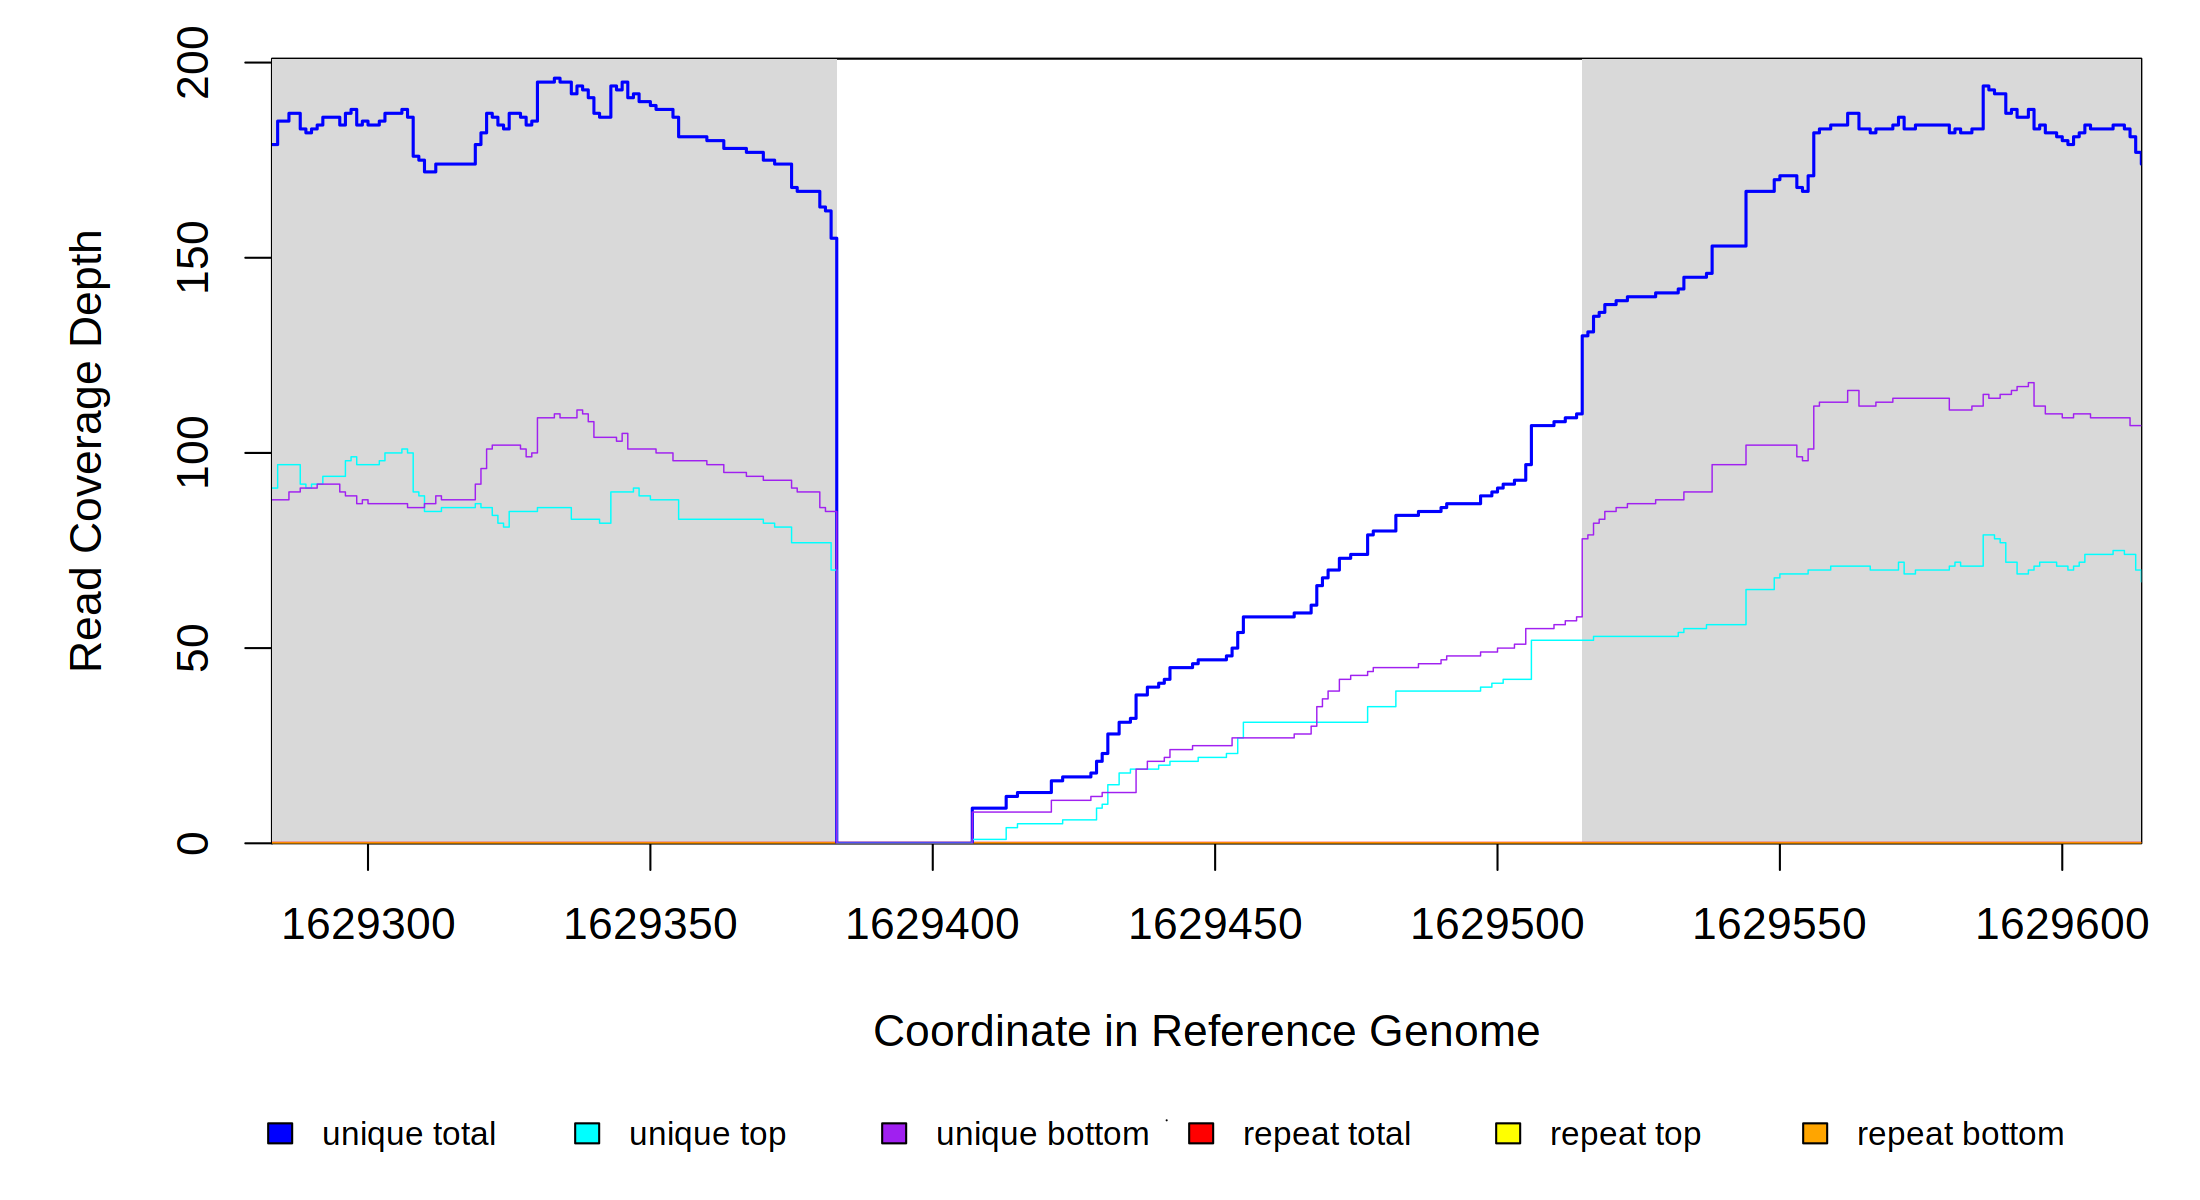 200
150
100
50
0
Read Coverage Depth
1629300 1629350 1629400 1629450 1629500 1629550 1629600
Coordinate in Reference Genome
unique total unique top unique bottom repeat total repeat top repeat bottom